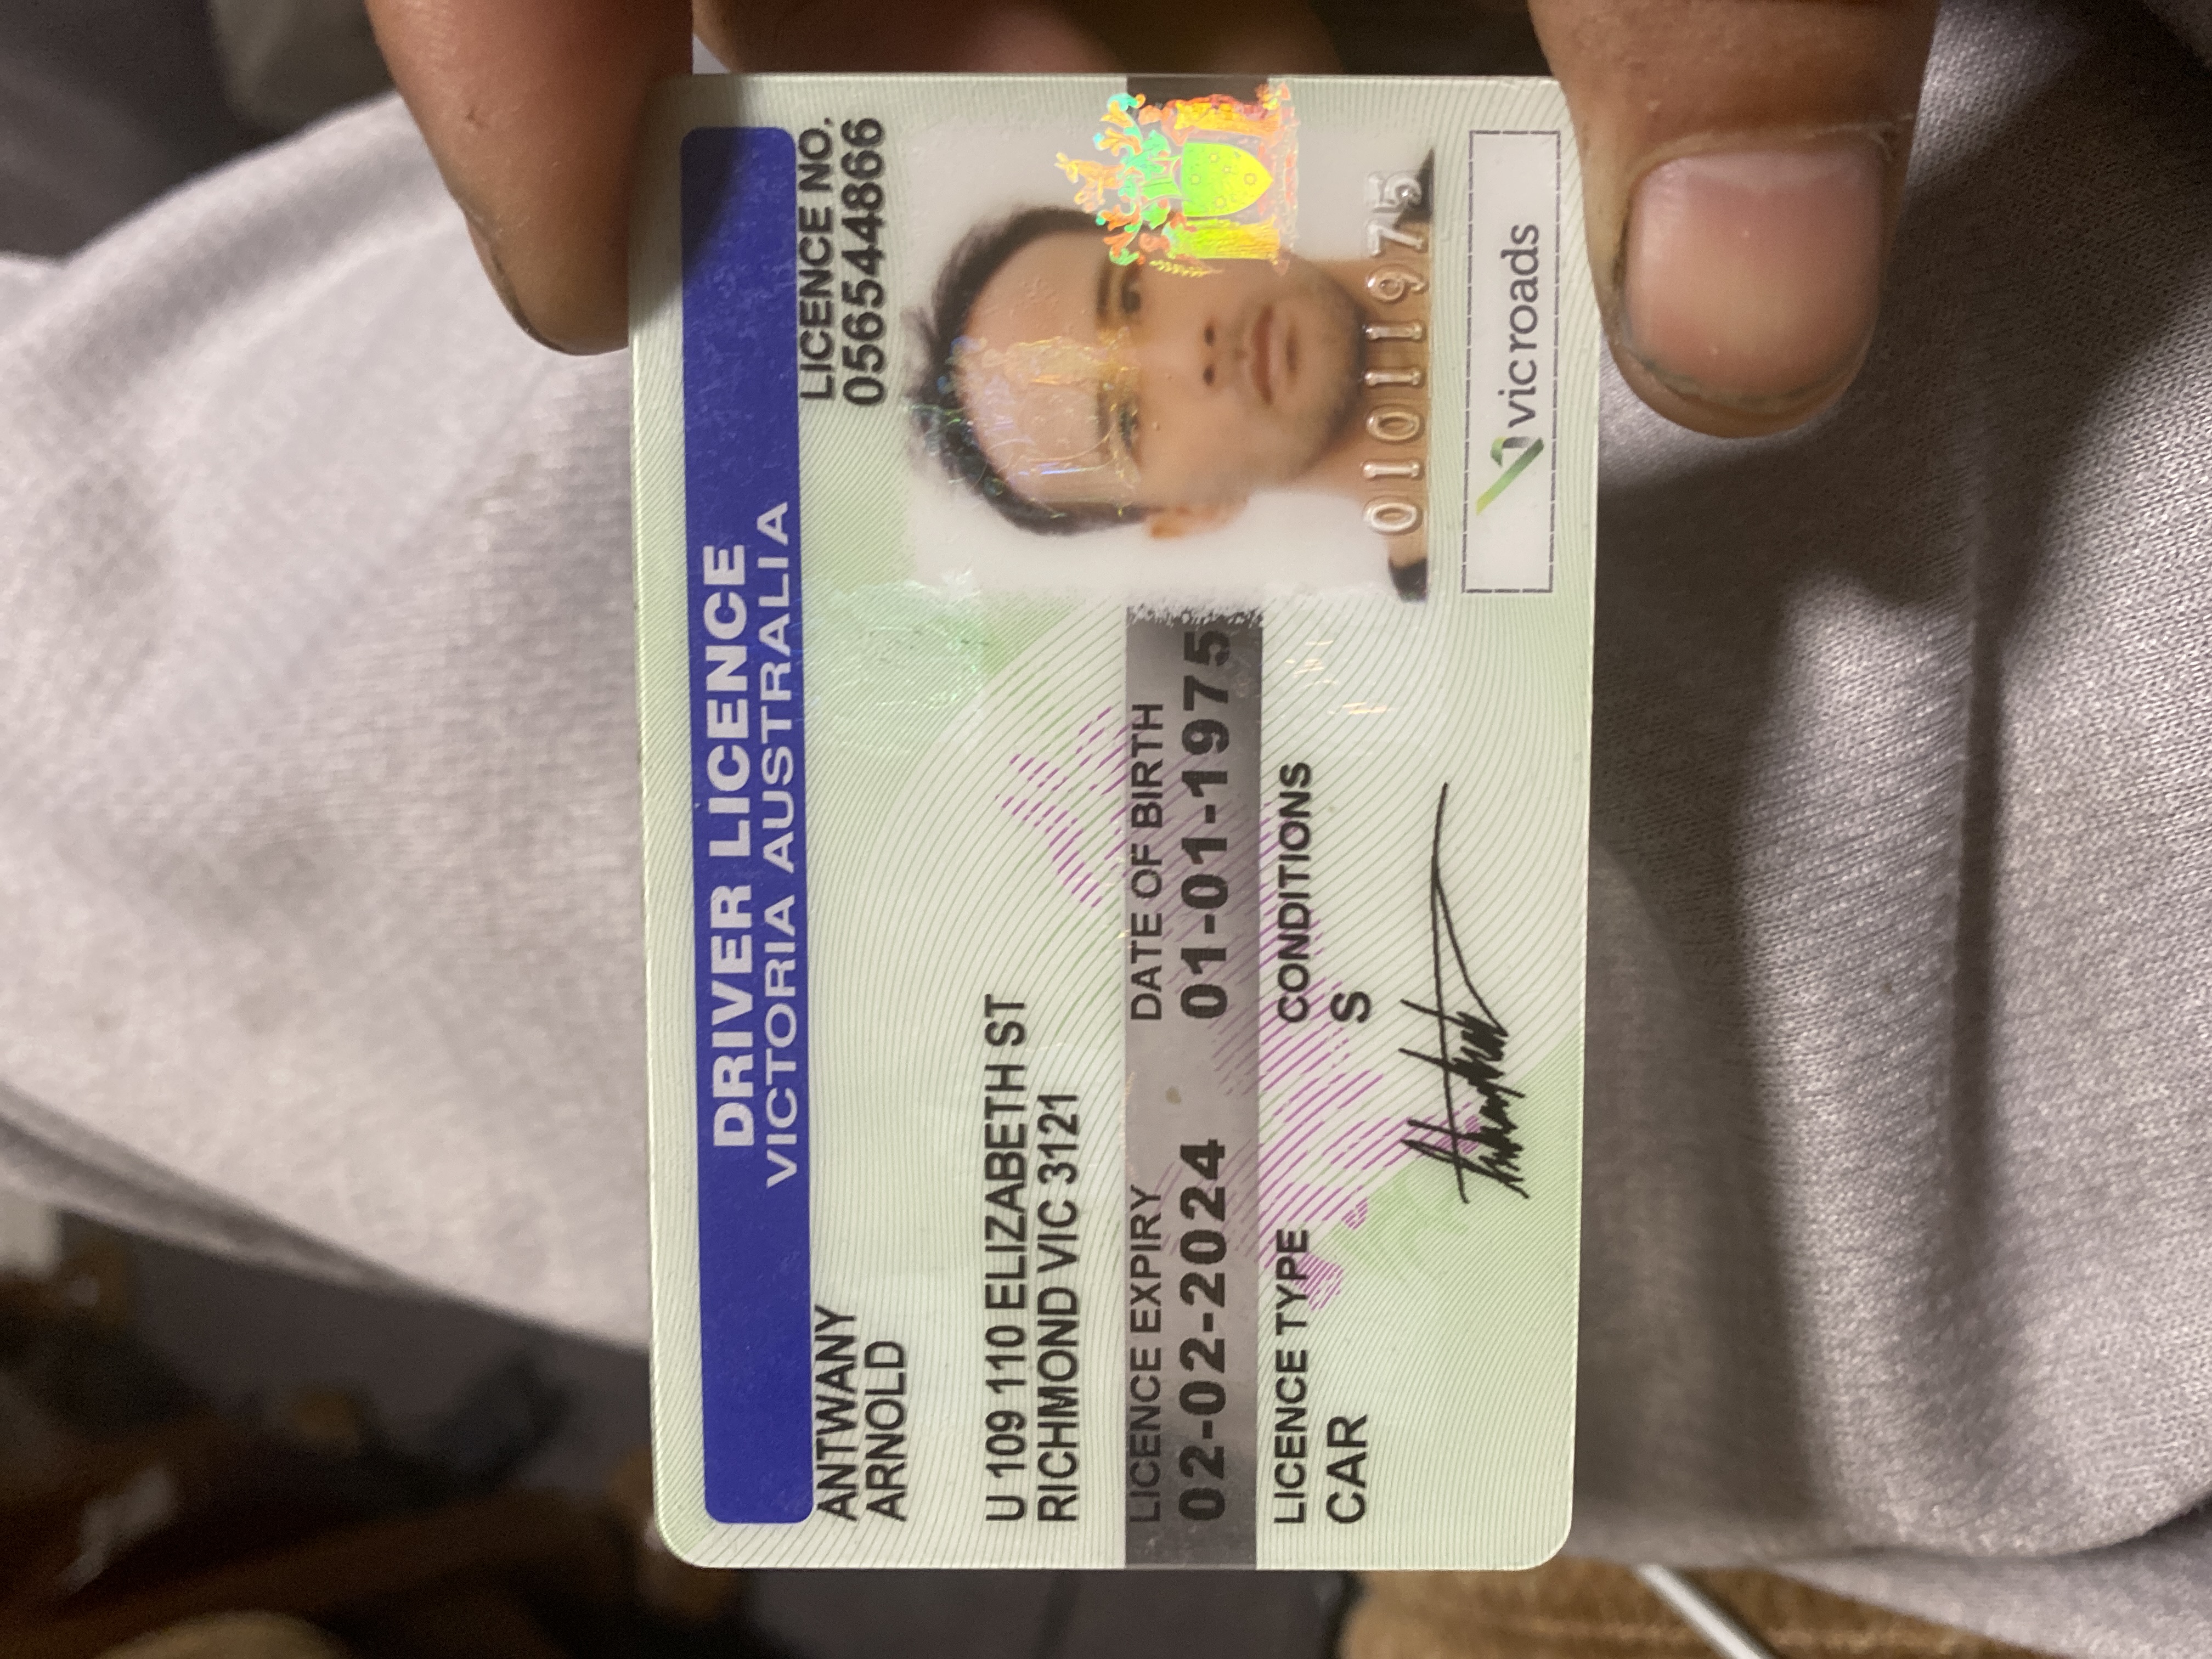 DRIVER LICENCE
VICTORIA AUSTRALIA
ANTWANY
ARNOLD
LICENCE NO.
056544866
U 109 110 ELIZABETH ST
RICHMOND VIC 3121
LICENCE EXPIRY DATE OF BIRTH
02-02-2024 01-01-1975
LICENCE TYPE CONDITIONS
CAR S
01011975
vicroads